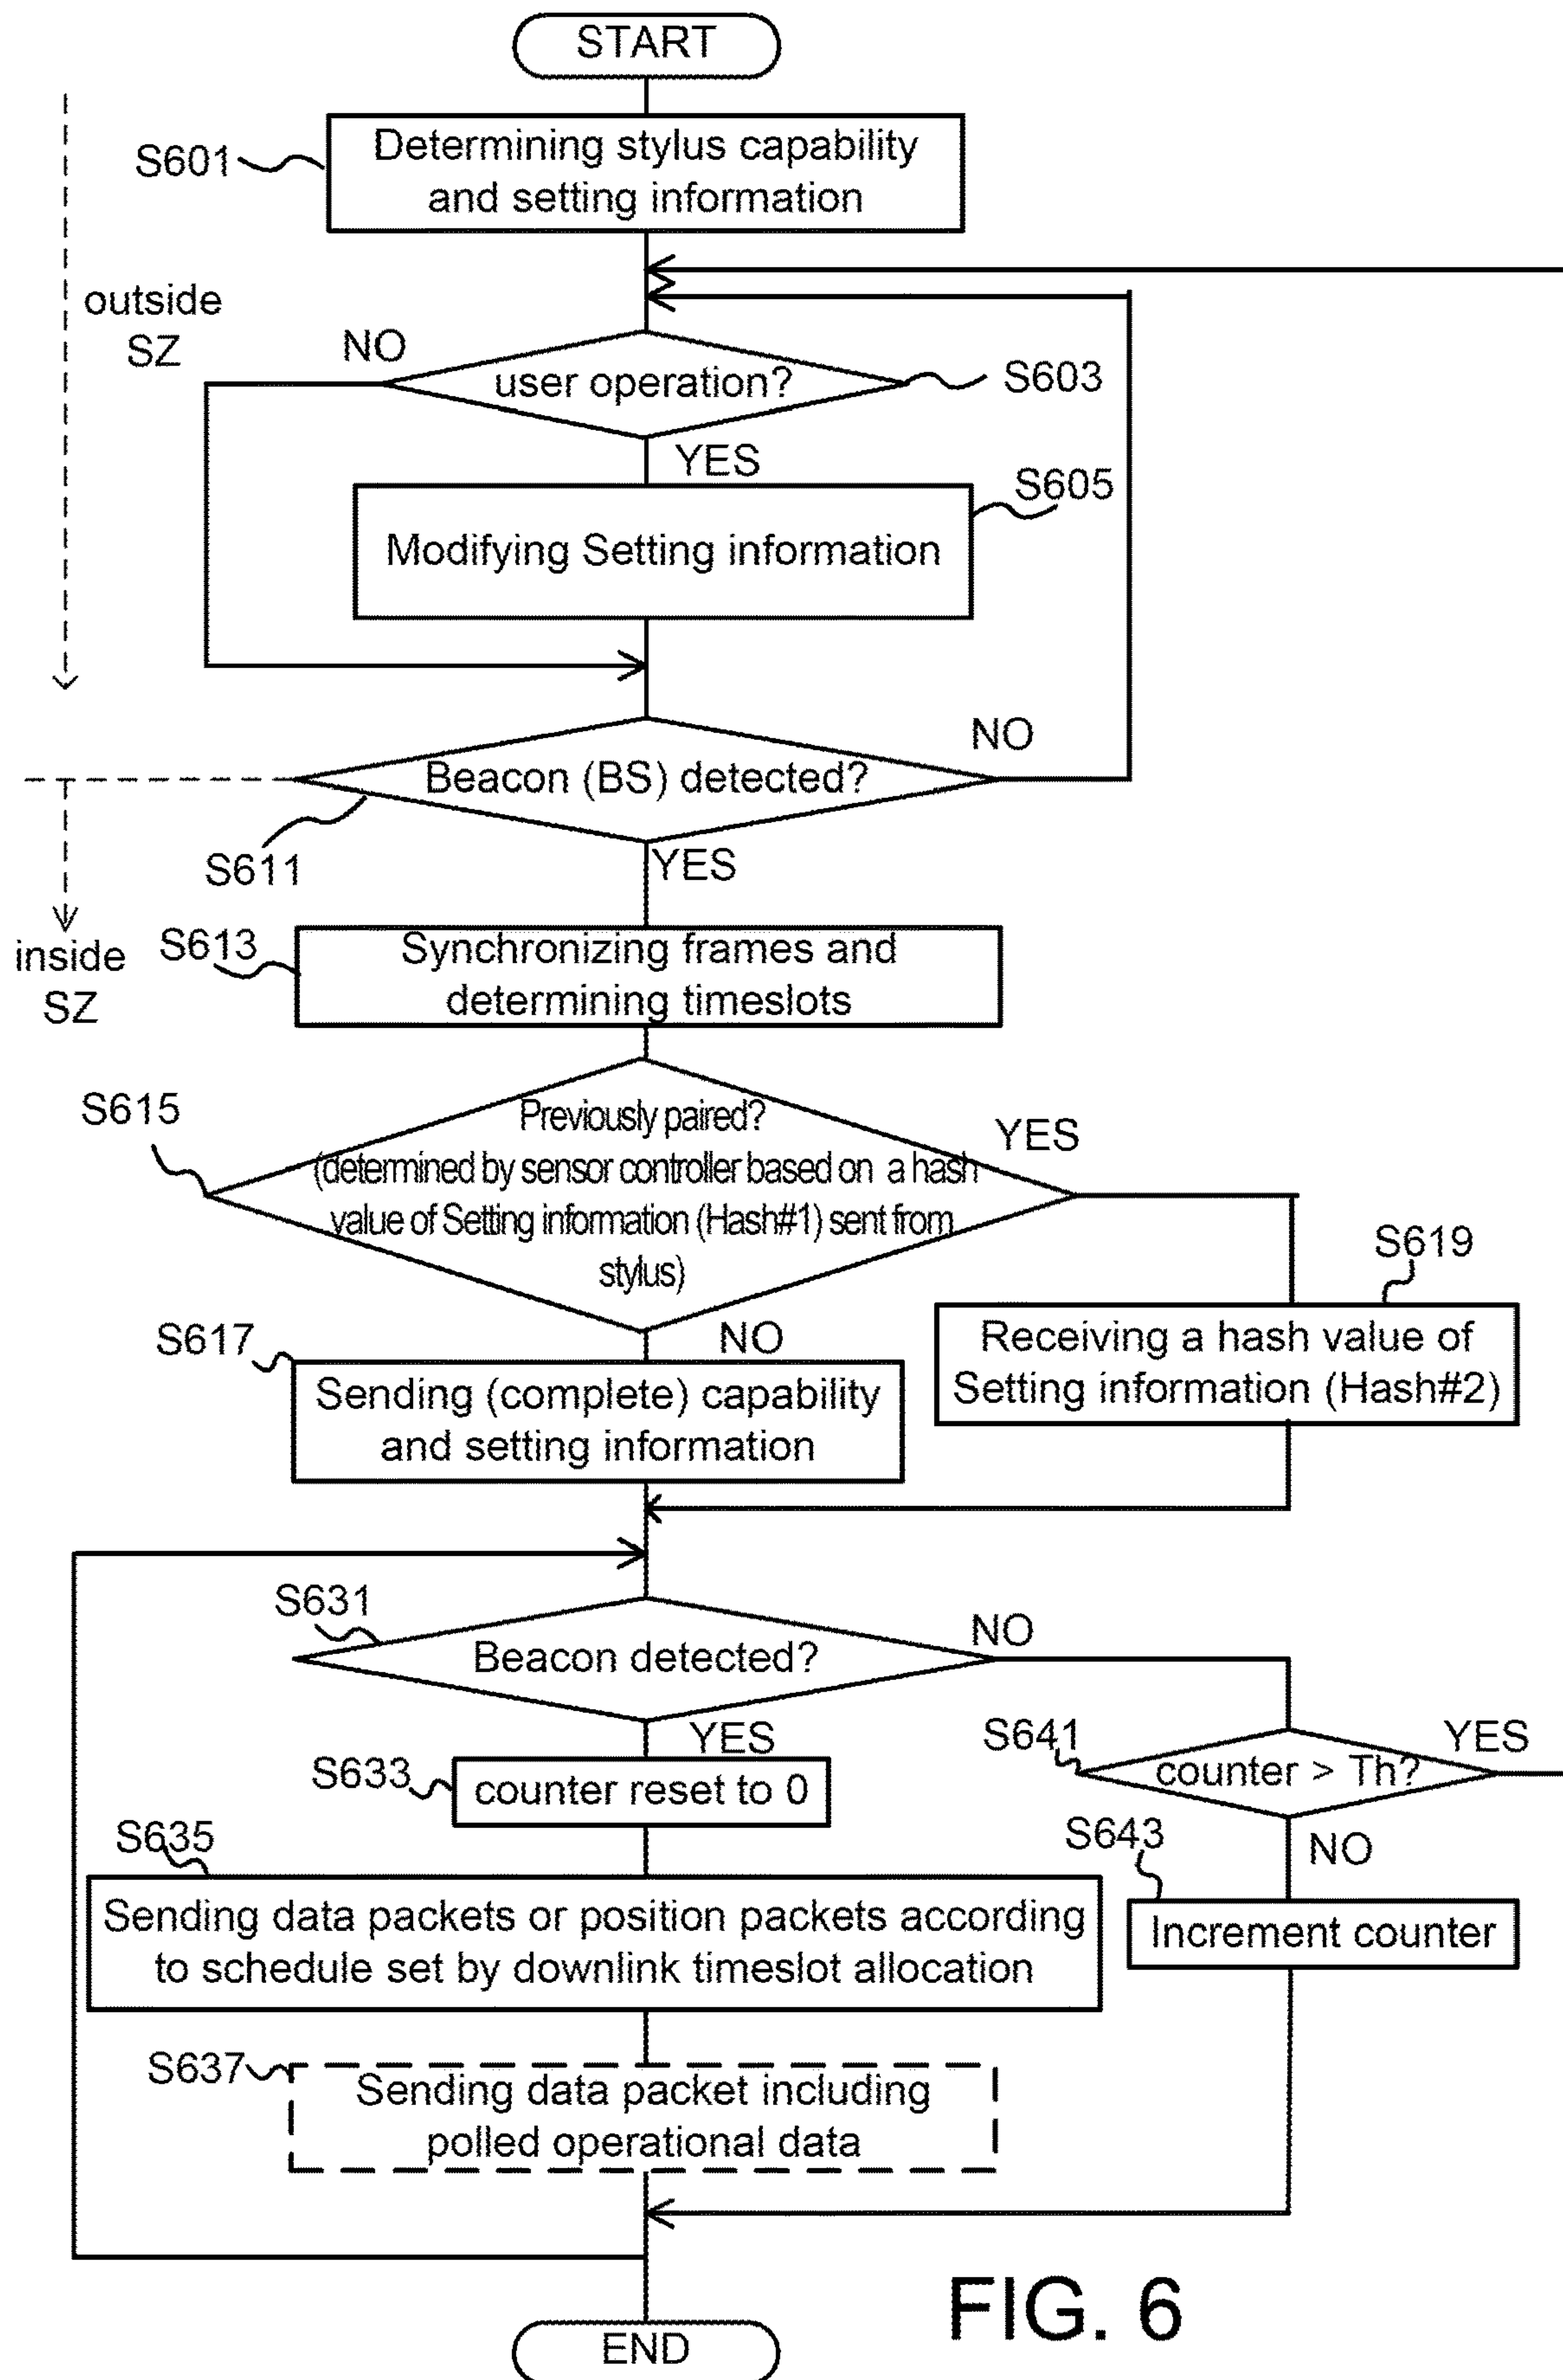 START
S601
Determining stylus capability
and setting information
outside
SZ
NO
user operation?
S603
YES
S605
Modifying Setting information
NO
Beacon (BS) detected?
S611
YES
inside
SZ
S613
Synchronizing frames and
determining timeslots
S615
Previously paired?
(determined by sensor controller based on a hash
value of Setting information (Hash#1) sent from
stylus)
YES
S619
Receiving a hash value of
Setting information (Hash#2)
NO
S617
Sending (complete) capability
and setting information
S631
Beacon detected?
NO
YES
S641
counter > Th?
YES
S633
counter reset to 0
NO
S643
Increment counter
S635
Sending data packets or position packets according
to schedule set by downlink timeslot allocation
S637
Sending data packet including
polled operational data
END
FIG. 6